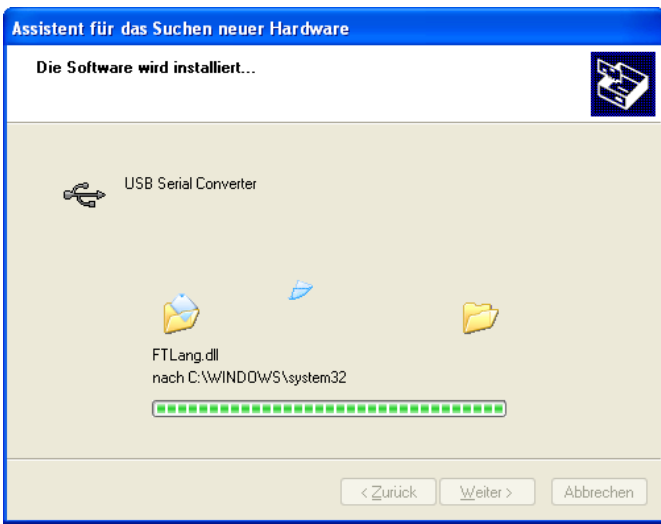 Assistent für das Suchen neuer Hardware
Die Software wird installiert...
USB Serial Converter
FTLang.dll
nach C:\WINDOWS\system32
< Zurück Weiter > Abbrechen